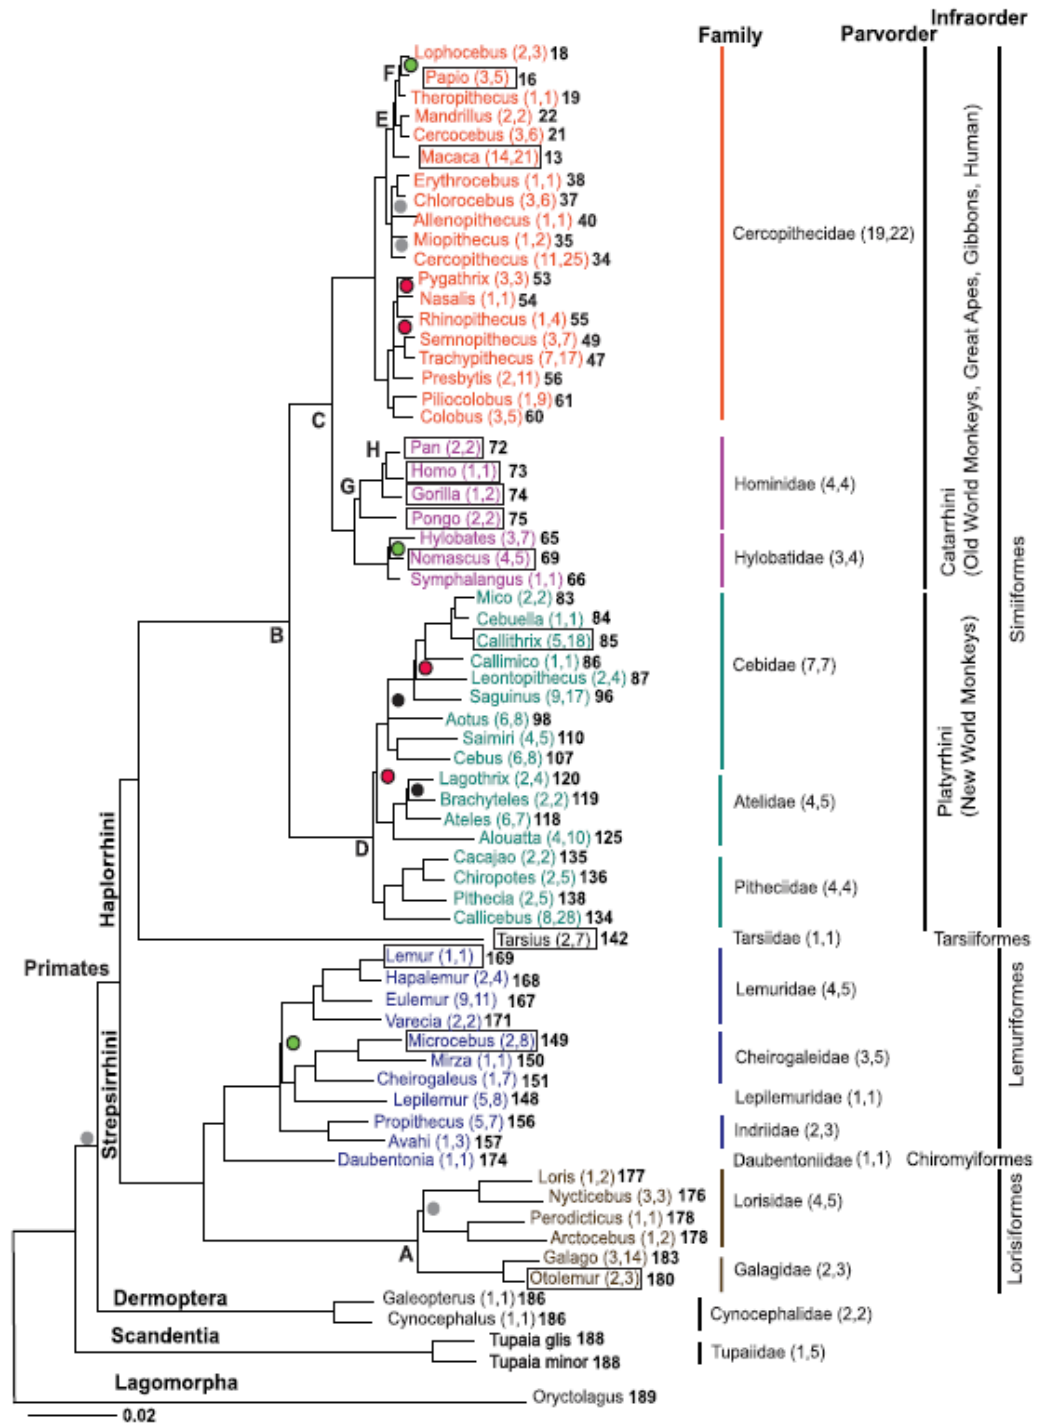 Infraorder
Family
Parvorder
Lophocebus (2,3) 18
F
Papio (3,5) 16
Theropithecus (1,1) 19
E
Mandrillus (2,2) 22
Cercocebus (3,6) 21
Macaca (14,21) 13
Erythrocebus (1,1) 38
Chlorocebus (3,6) 37
Allenopithecus (1,1) 40
Cercopithecidae (19,22)
Miopithecus (1,2) 35
Cercopithecus (11,25) 34
Pygathrix (3,3) 53
Nasalis (1,1) 54
Rhinopithecus (1,4) 55
Semnopithecus (3,7) 49
Trachypithecus (7,17) 47
Presbytis (2,11) 56
Piliocolobus (1,9) 61
C
Colobus (3,5) 60
H
Pan (2,2) 72
Homo (1,1) 73
G
Gorilla (1,2) 74
Hominidae (4,4)
Pongo (2,2) 75
Hylobates (3,7) 65
Nomascus (4,5) 69
Hylobatidae (3,4)
Symphalangus (1,1) 66
Catarrhini
(Old World Monkeys, Great Apes, Gibbons, Human)
Simiiformes
Mico (2,2) 83
Cebuella (1,1) 84
B
Callithrix (5,18) 85
Callimico (1,1) 86
Cebidae (7,7)
Leontopithecus (2,4) 87
Saguinus (9,17) 96
Aotus (6,8) 98
Saimiri (4,5) 110
Cebus (6,8) 107
Platyrrhini
(New World Monkeys)
Lagothrix (2,4) 120
Brachyteles (2,2) 119
Atelidae (4,5)
Ateles (6,7) 118
Alouatta (4,10) 125
D
Cacajao (2,2) 135
Chiropotes (2,5) 136
Pitheciidae (4,4)
Pithecia (2,5) 138
Callicebus (8,28) 134
Haplorrhini
Tarsius (2,7) 142
Tarsiidae (1,1)
Tarsiiformes
Primates
Lemur (1,1) 169
Hapalemur (2,4) 168
Lemuridae (4,5)
Eulemur (9,11) 167
Varecia (2,2) 171
Microcebus (2,8) 149
Mirza (1,1) 150
Cheirogaleidae (3,5)
Cheirogaleus (1,7) 151
Lepilemur (5,8) 148
Lepilemuridae (1,1)
Lemuriformes
Strepsirrhini
Propithecus (5,7) 156
Indriidae (2,3)
Avahi (1,3) 157
Daubentonia (1,1) 174
Daubentoniidae (1,1)
Chiromyiformes
Loris (1,2) 177
Nycticebus (3,3) 176
Lorisidae (4,5)
Perodicticus (1,1) 178
Arctocebus (1,2) 178
A
Galago (3,14) 183
Galagidae (2,3)
Otolemur (2,3) 180
Lorisiformes
Dermoptera
Galeopterus (1,1) 186
Cynocephalus (1,1) 186
Cynocephalidae (2,2)
Scandentia
Tupaia glis 188
Tupaiidae (1,5)
Tupaia minor 188
Lagomorpha
Oryctolagus 189
0.02